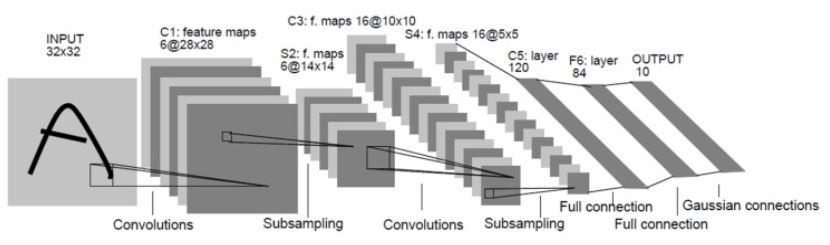 INPUT
32x32
C1: feature maps
6@28x28
S2: f. maps
6@14x14
C3: f. maps 16@10x10
S4: f. maps 16@5x5
C5: layer
120
F6: layer
84
OUTPUT
10
A
Convolutions
Subsampling
Convolutions
Subsampling
Full connection
Full connection
Gaussian connections